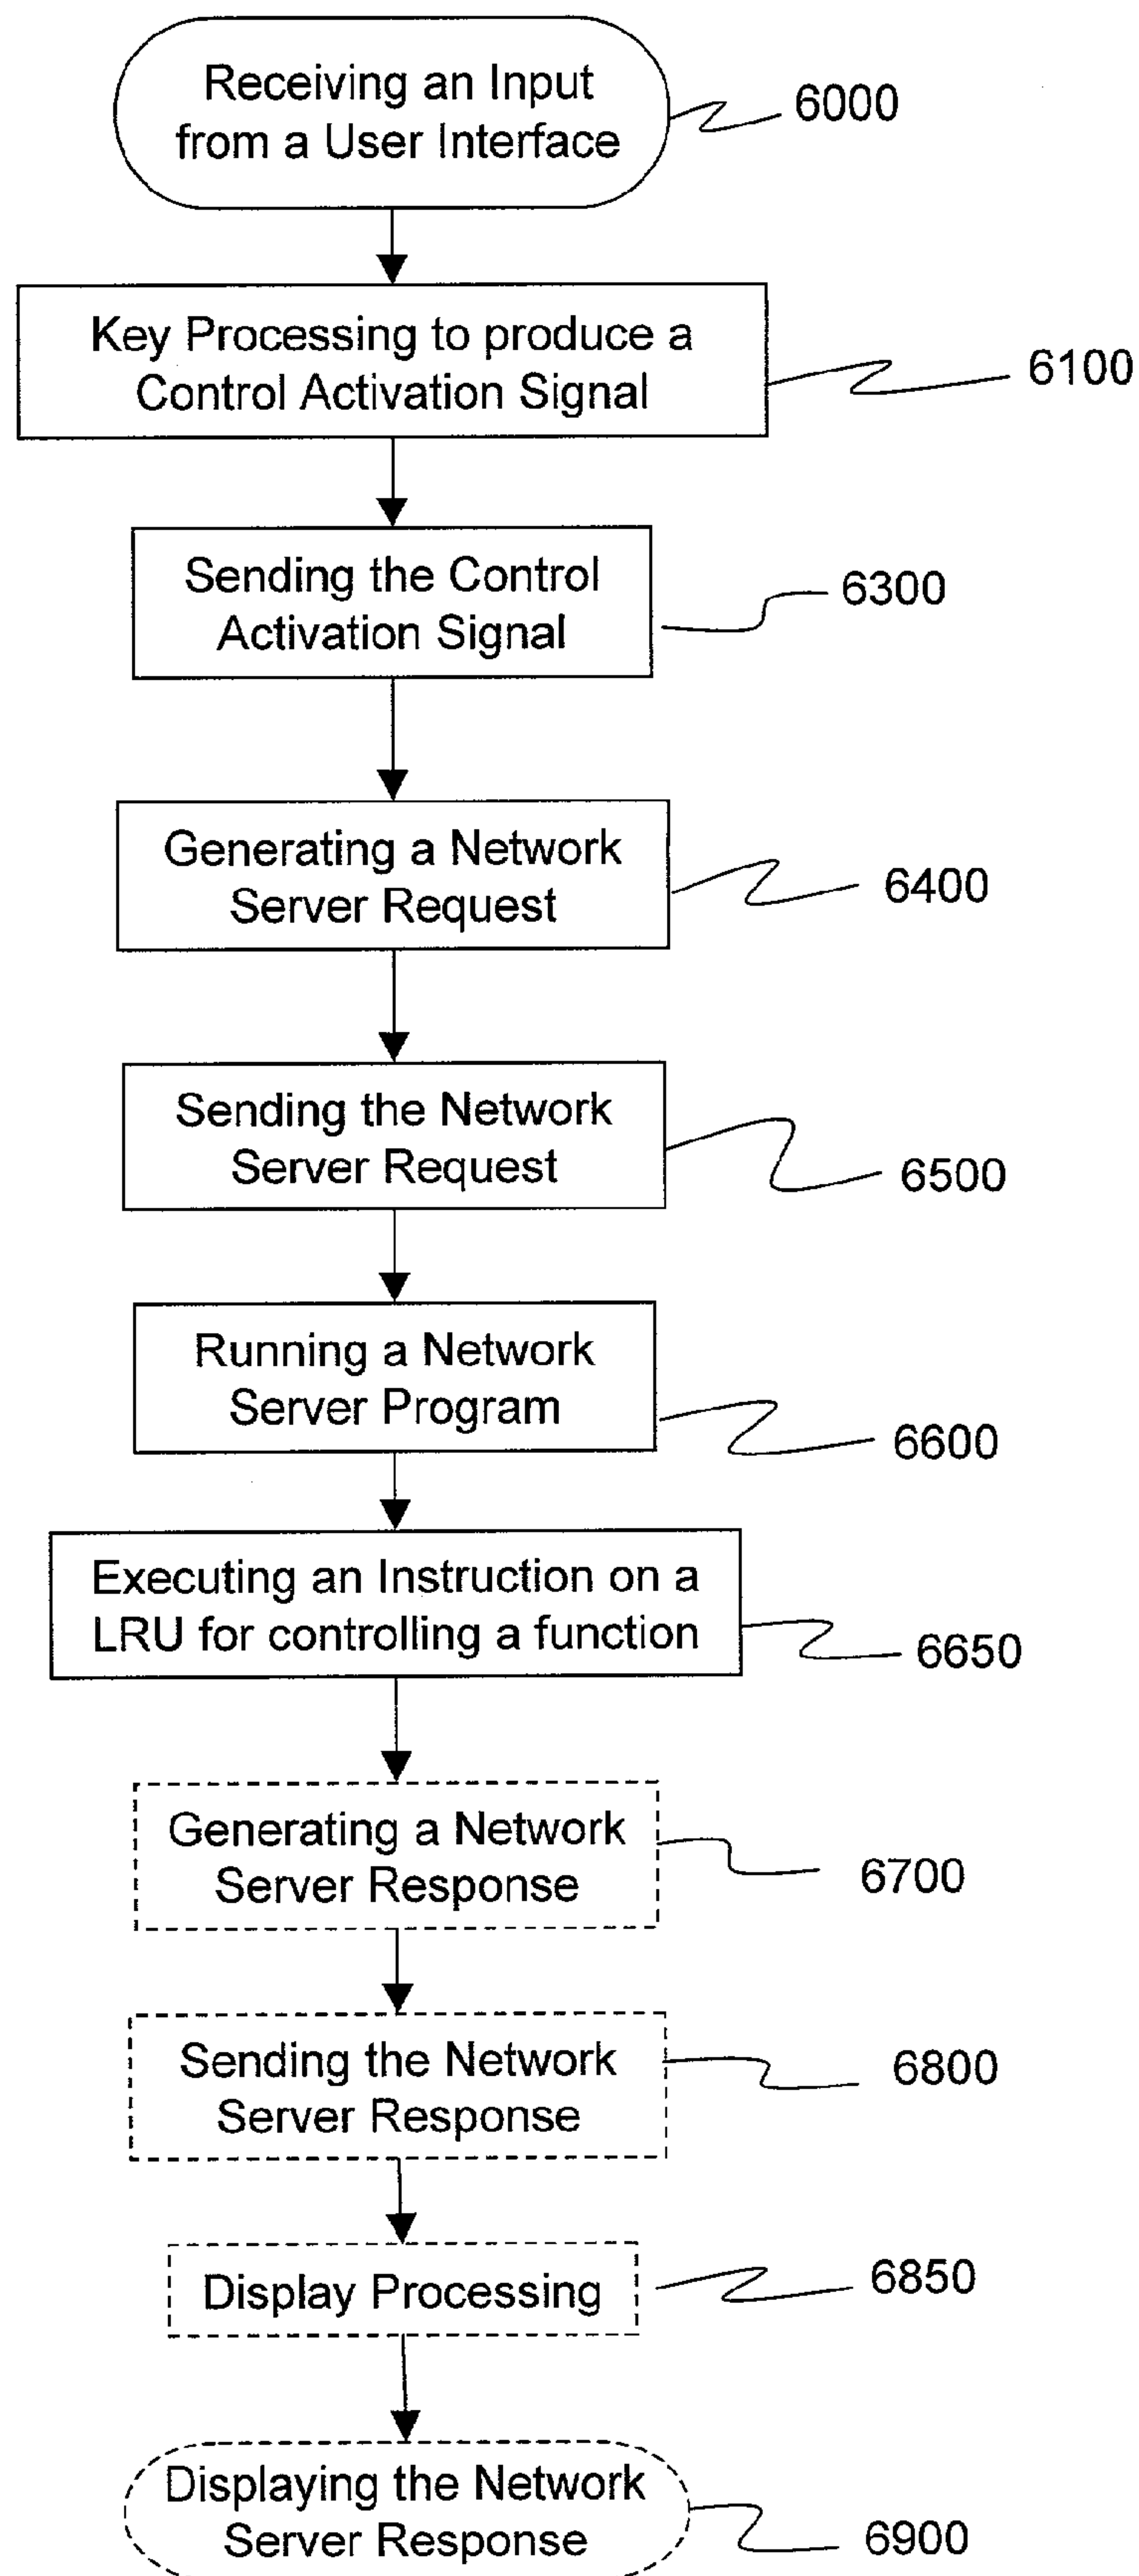 Receiving an Input
from a User Interface
6000
Key Processing to produce a
Control Activation Signal
6100
Sending the Control
Activation Signal
6300
Generating a Network
Server Request
6400
Sending the Network
Server Request
6500
Running a Network
Server Program
6600
Executing an Instruction on a
LRU for controlling a function
6650
Generating a Network
Server Response
6700
Sending the Network
Server Response
6800
Display Processing
6850
Displaying the Network
Server Response
6900